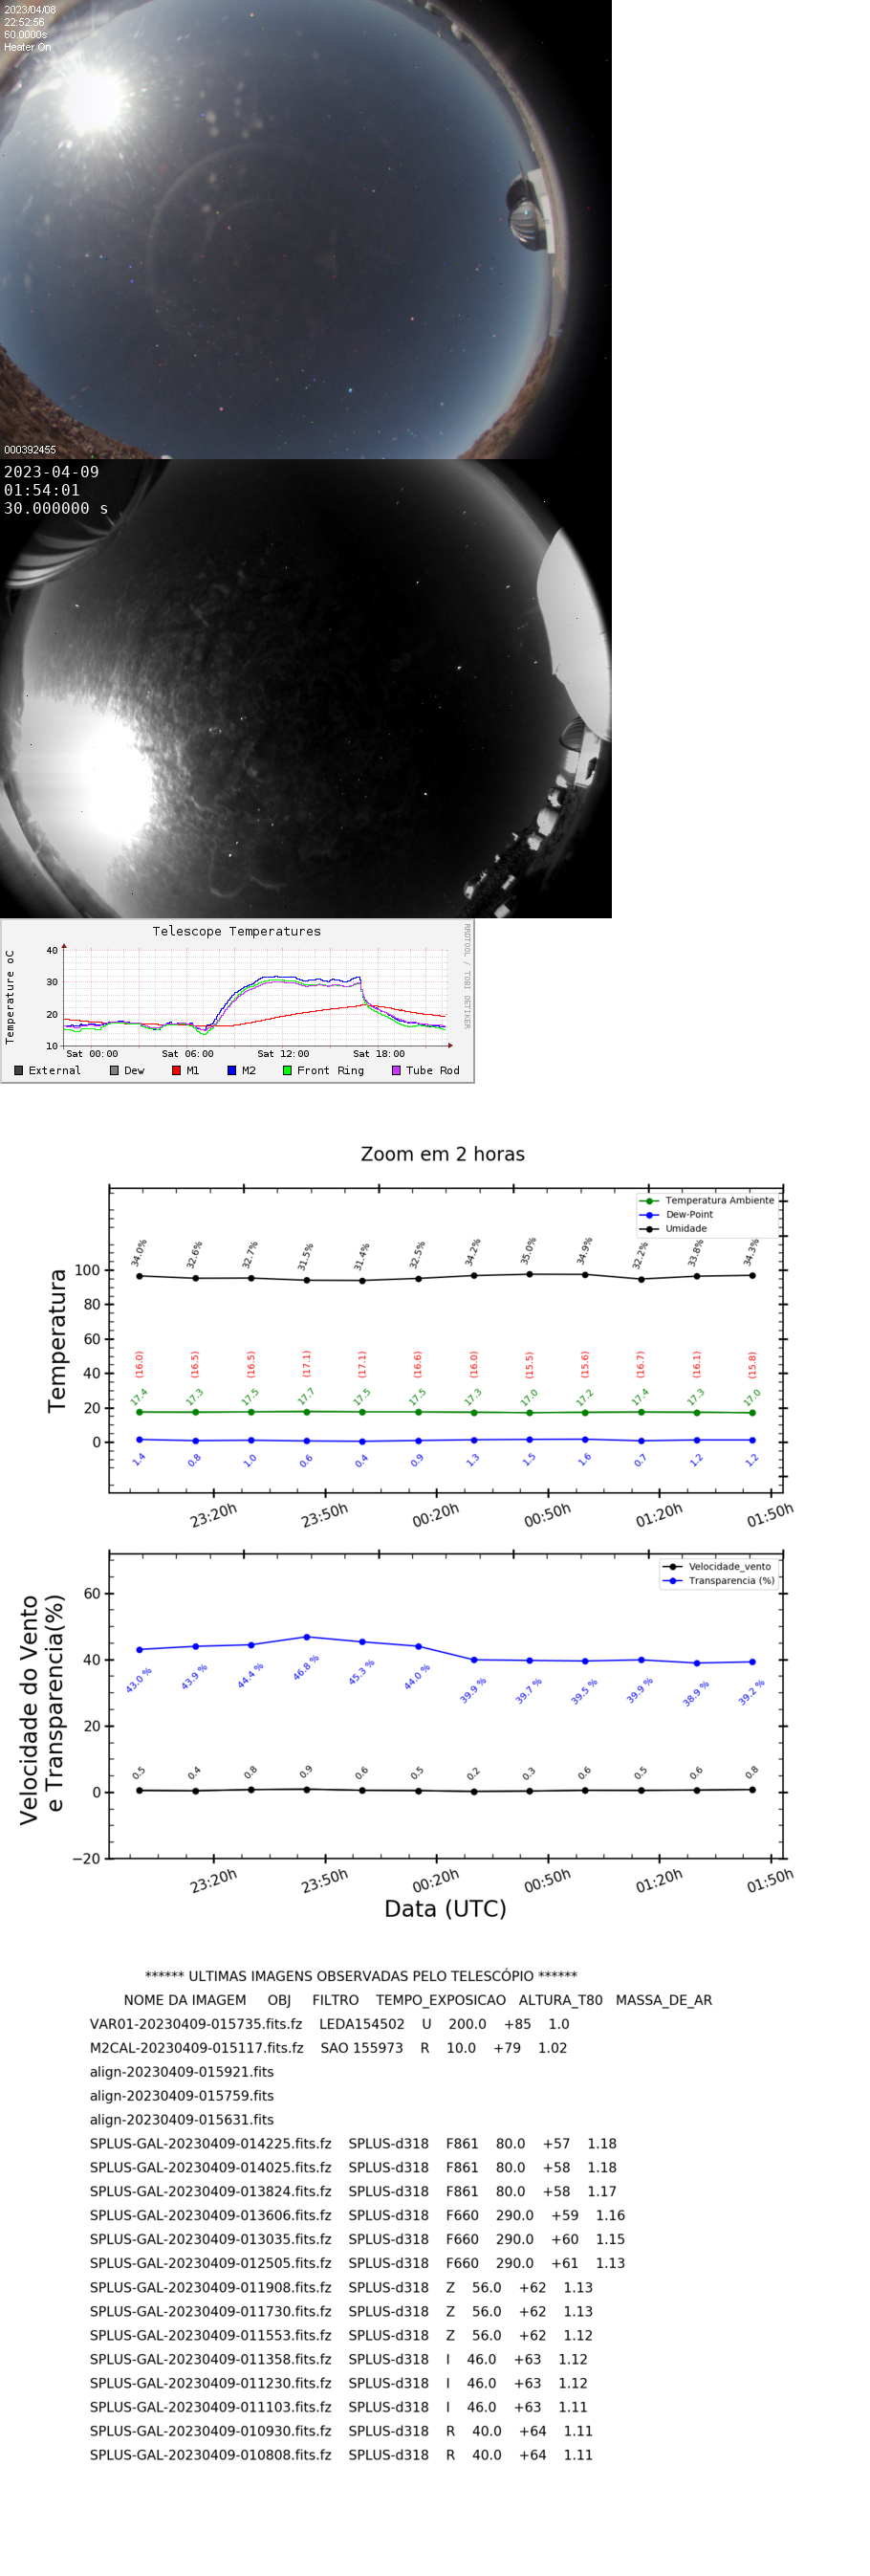 2023/04/08
22:52:56
60.0000s
Heater On
000392455
2023-04-09
01:54:01
30.000000 s
Telescope Temperatures
RRDTOOL / TOBI OETIKER
Temperature oC
40
30
20
10
Sat 00:00 Sat 06:00 Sat 12:00 Sat 18:00
External Dew M1 M2 Front Ring Tube Rod
Zoom em 2 horas
Temperatura Ambiente
Dew-Point
Umidade
34.0% 32.6% 32.7% 31.5% 31.4% 32.5% 34.2% 35.0% 34.9% 32.2% 33.8% 34.3%
Temperatura
100
80
60
40
20
0
(16.0) (16.5) (16.5) (17.1) (17.1) (16.6) (16.0) (15.5) (15.6) (16.7) (16.1) (15.8)
17.4 17.3 17.5 17.7 17.5 17.5 17.3 17.0 17.2 17.4 17.3 17.0
1.4 0.8 1.0 0.6 0.4 0.9 1.3 1.5 1.6 0.7 1.2 1.2
23:20h 23:50h 00:20h 00:50h 01:20h 01:50h
Velocidade_vento
Transparencia (%)
Velocidade do Vento
e Transparencia(%)
60
40
20
0
−20
43.0 % 43.9 % 44.4 % 46.8 % 45.3 % 44.0 % 39.9 % 39.7 % 39.5 % 39.9 % 38.9 % 39.2 %
0.5 0.4 0.8 0.9 0.6 0.5 0.2 0.3 0.6 0.5 0.6 0.8
23:20h 23:50h 00:20h 00:50h 01:20h 01:50h
Data (UTC)
****** ULTIMAS IMAGENS OBSERVADAS PELO TELESCÓPIO ******
NOME DA IMAGEM OBJ FILTRO TEMPO_EXPOSICAO ALTURA_T80 MASSA_DE_AR
VAR01-20230409-015735.fits.fz LEDA154502 U 200.0 +85 1.0
M2CAL-20230409-015117.fits.fz SAO 155973 R 10.0 +79 1.02
align-20230409-015921.fits
align-20230409-015759.fits
align-20230409-015631.fits
SPLUS-GAL-20230409-014225.fits.fz SPLUS-d318 F861 80.0 +57 1.18
SPLUS-GAL-20230409-014025.fits.fz SPLUS-d318 F861 80.0 +58 1.18
SPLUS-GAL-20230409-013824.fits.fz SPLUS-d318 F861 80.0 +58 1.17
SPLUS-GAL-20230409-013606.fits.fz SPLUS-d318 F660 290.0 +59 1.16
SPLUS-GAL-20230409-013035.fits.fz SPLUS-d318 F660 290.0 +60 1.15
SPLUS-GAL-20230409-012505.fits.fz SPLUS-d318 F660 290.0 +61 1.13
SPLUS-GAL-20230409-011908.fits.fz SPLUS-d318 Z 56.0 +62 1.13
SPLUS-GAL-20230409-011730.fits.fz SPLUS-d318 Z 56.0 +62 1.13
SPLUS-GAL-20230409-011553.fits.fz SPLUS-d318 Z 56.0 +62 1.12
SPLUS-GAL-20230409-011358.fits.fz SPLUS-d318 I 46.0 +63 1.12
SPLUS-GAL-20230409-011230.fits.fz SPLUS-d318 I 46.0 +63 1.12
SPLUS-GAL-20230409-011103.fits.fz SPLUS-d318 I 46.0 +63 1.11
SPLUS-GAL-20230409-010930.fits.fz SPLUS-d318 R 40.0 +64 1.11
SPLUS-GAL-20230409-010808.fits.fz SPLUS-d318 R 40.0 +64 1.11